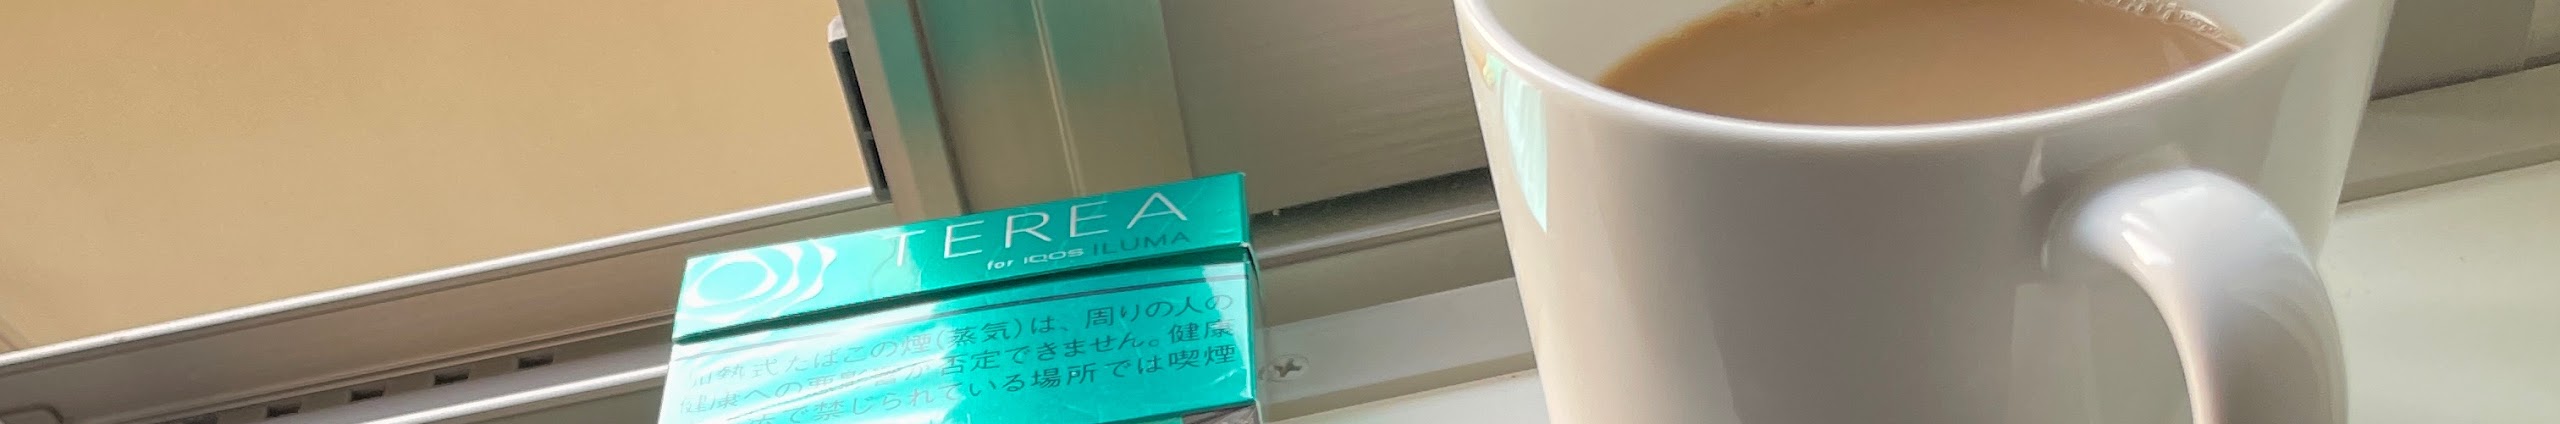 TEREA
for IQOS ILUMA
加熱式たばこの煙(蒸気)は、周りの人の
健康への悪影響が否定できません。健康
で禁じられている場所では喫煙